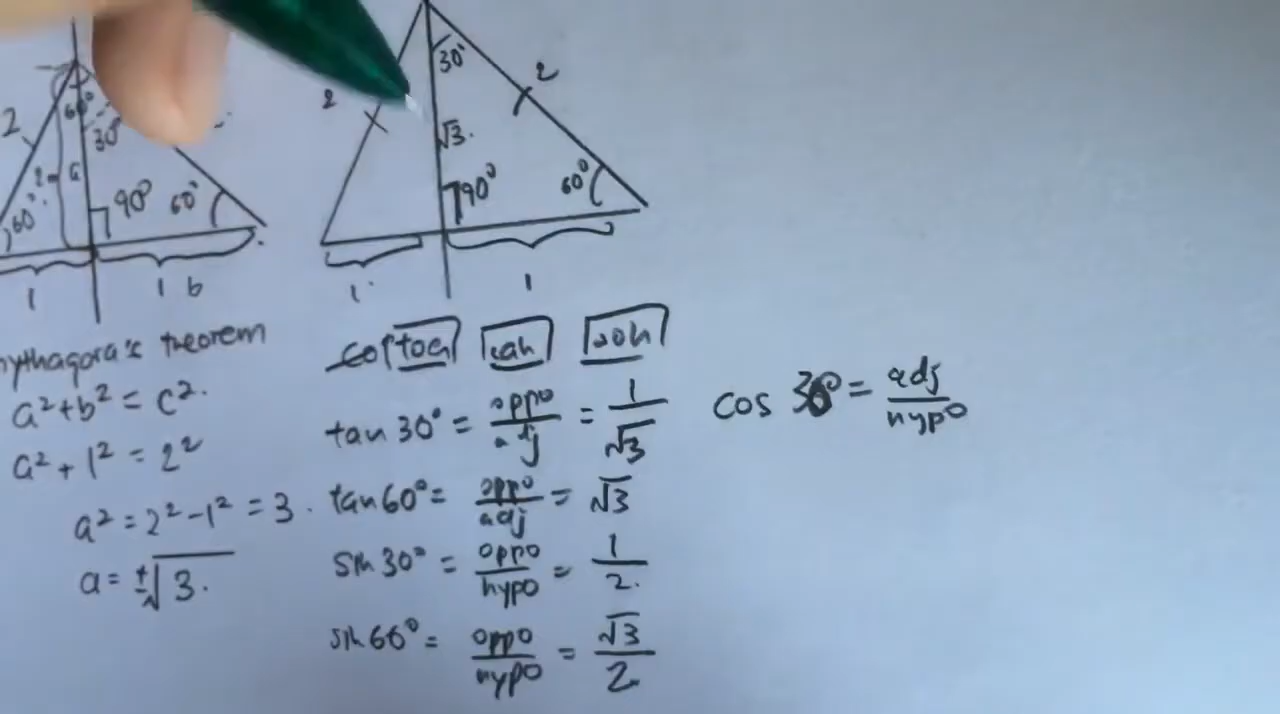 60° 30°
2
2
a
60° 90° 60°
1 1 b
30° 2
2
√3.
90° 60°
1 1
pythagora's theorem
a² + b² = c².
a² + 1² = 2²
a² = 2² - 1² = 3.
a = ±√3.
toa cah soh
tan 30° = oppo/adj = 1/√3
tan 60° = oppo/adj = √3
sin 30° = oppo/hypo = 1/2.
sin 60° = oppo/hypo = √3/2
cos 30° = adj/hypo